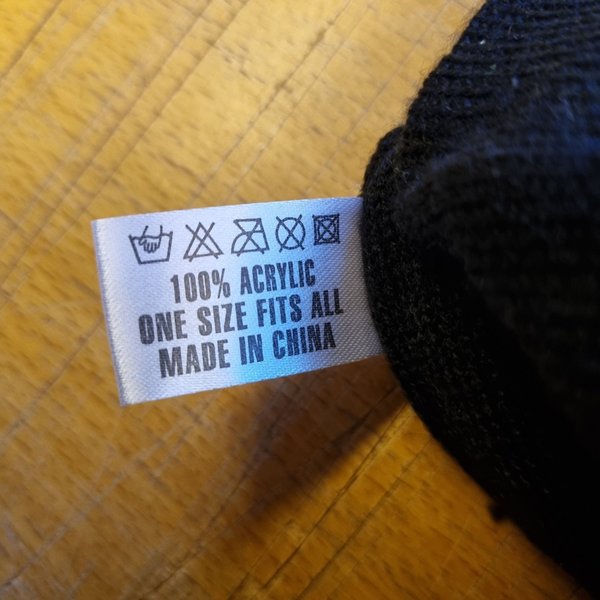 100% ACRYLIC
ONE SIZE FITS ALL
MADE IN CHINA